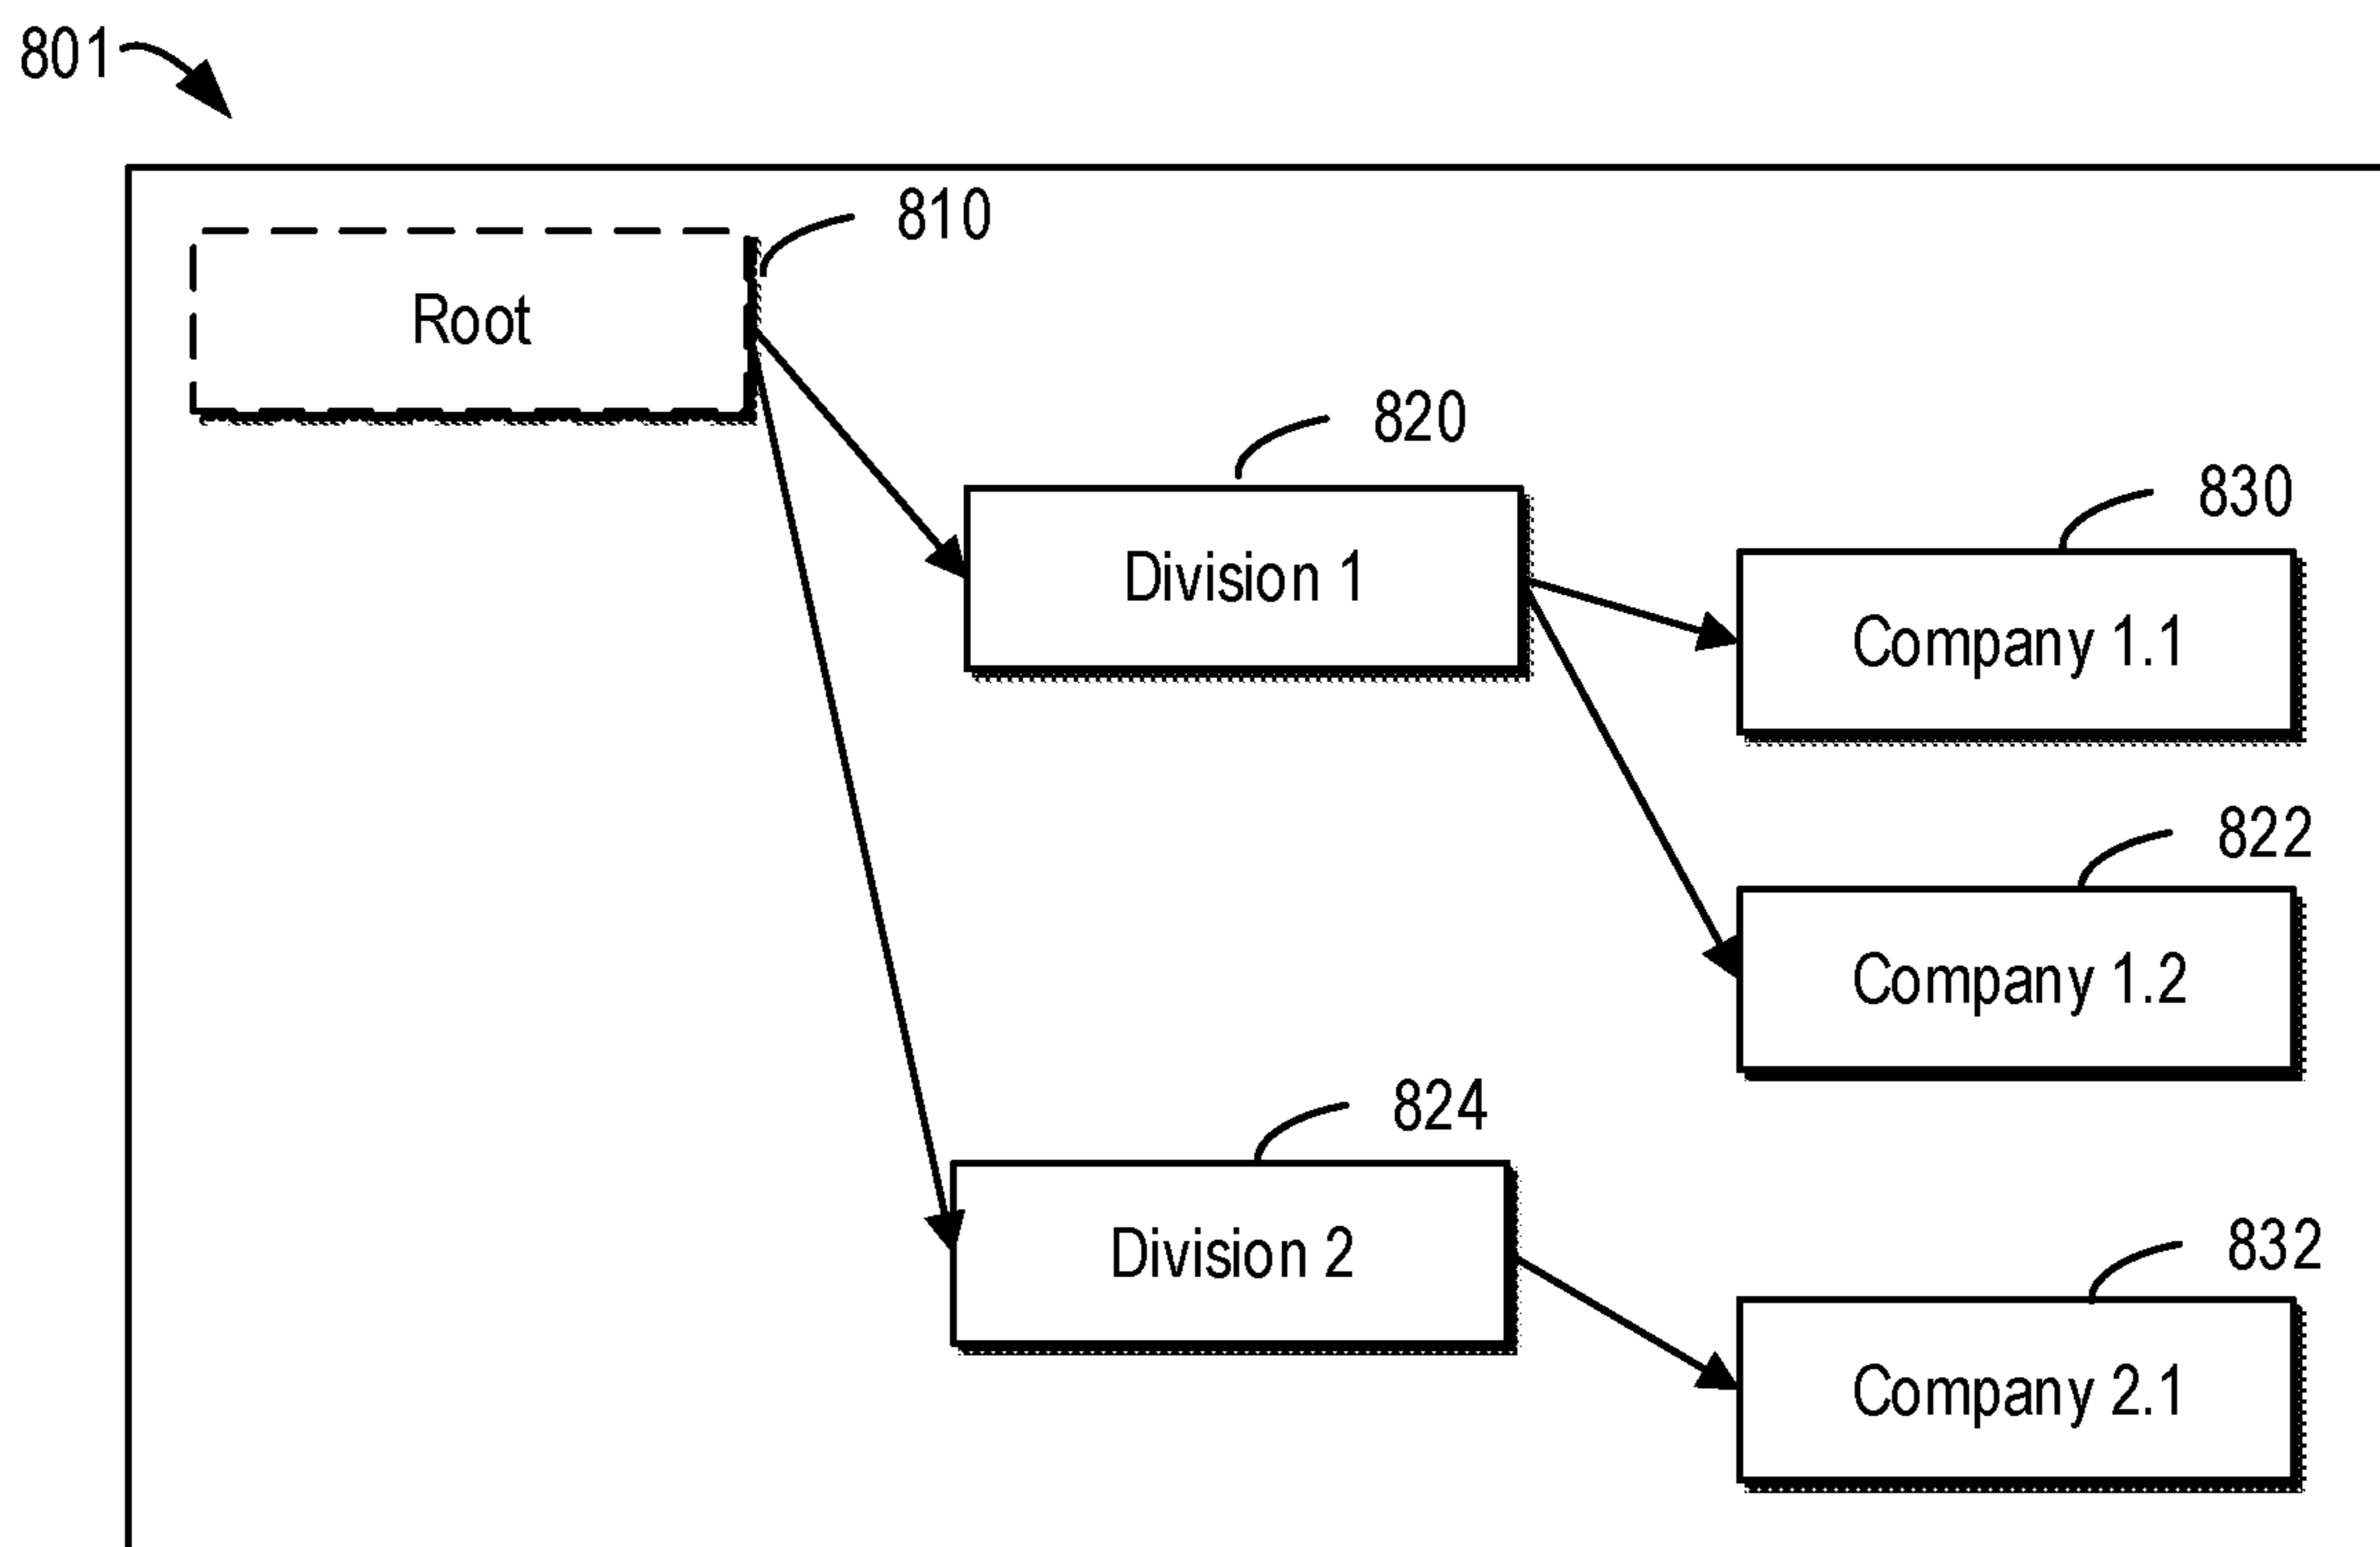 801
810
Root
820
Division 1
830
Company 1.1
822
Company 1.2
824
Division 2
832
Company 2.1